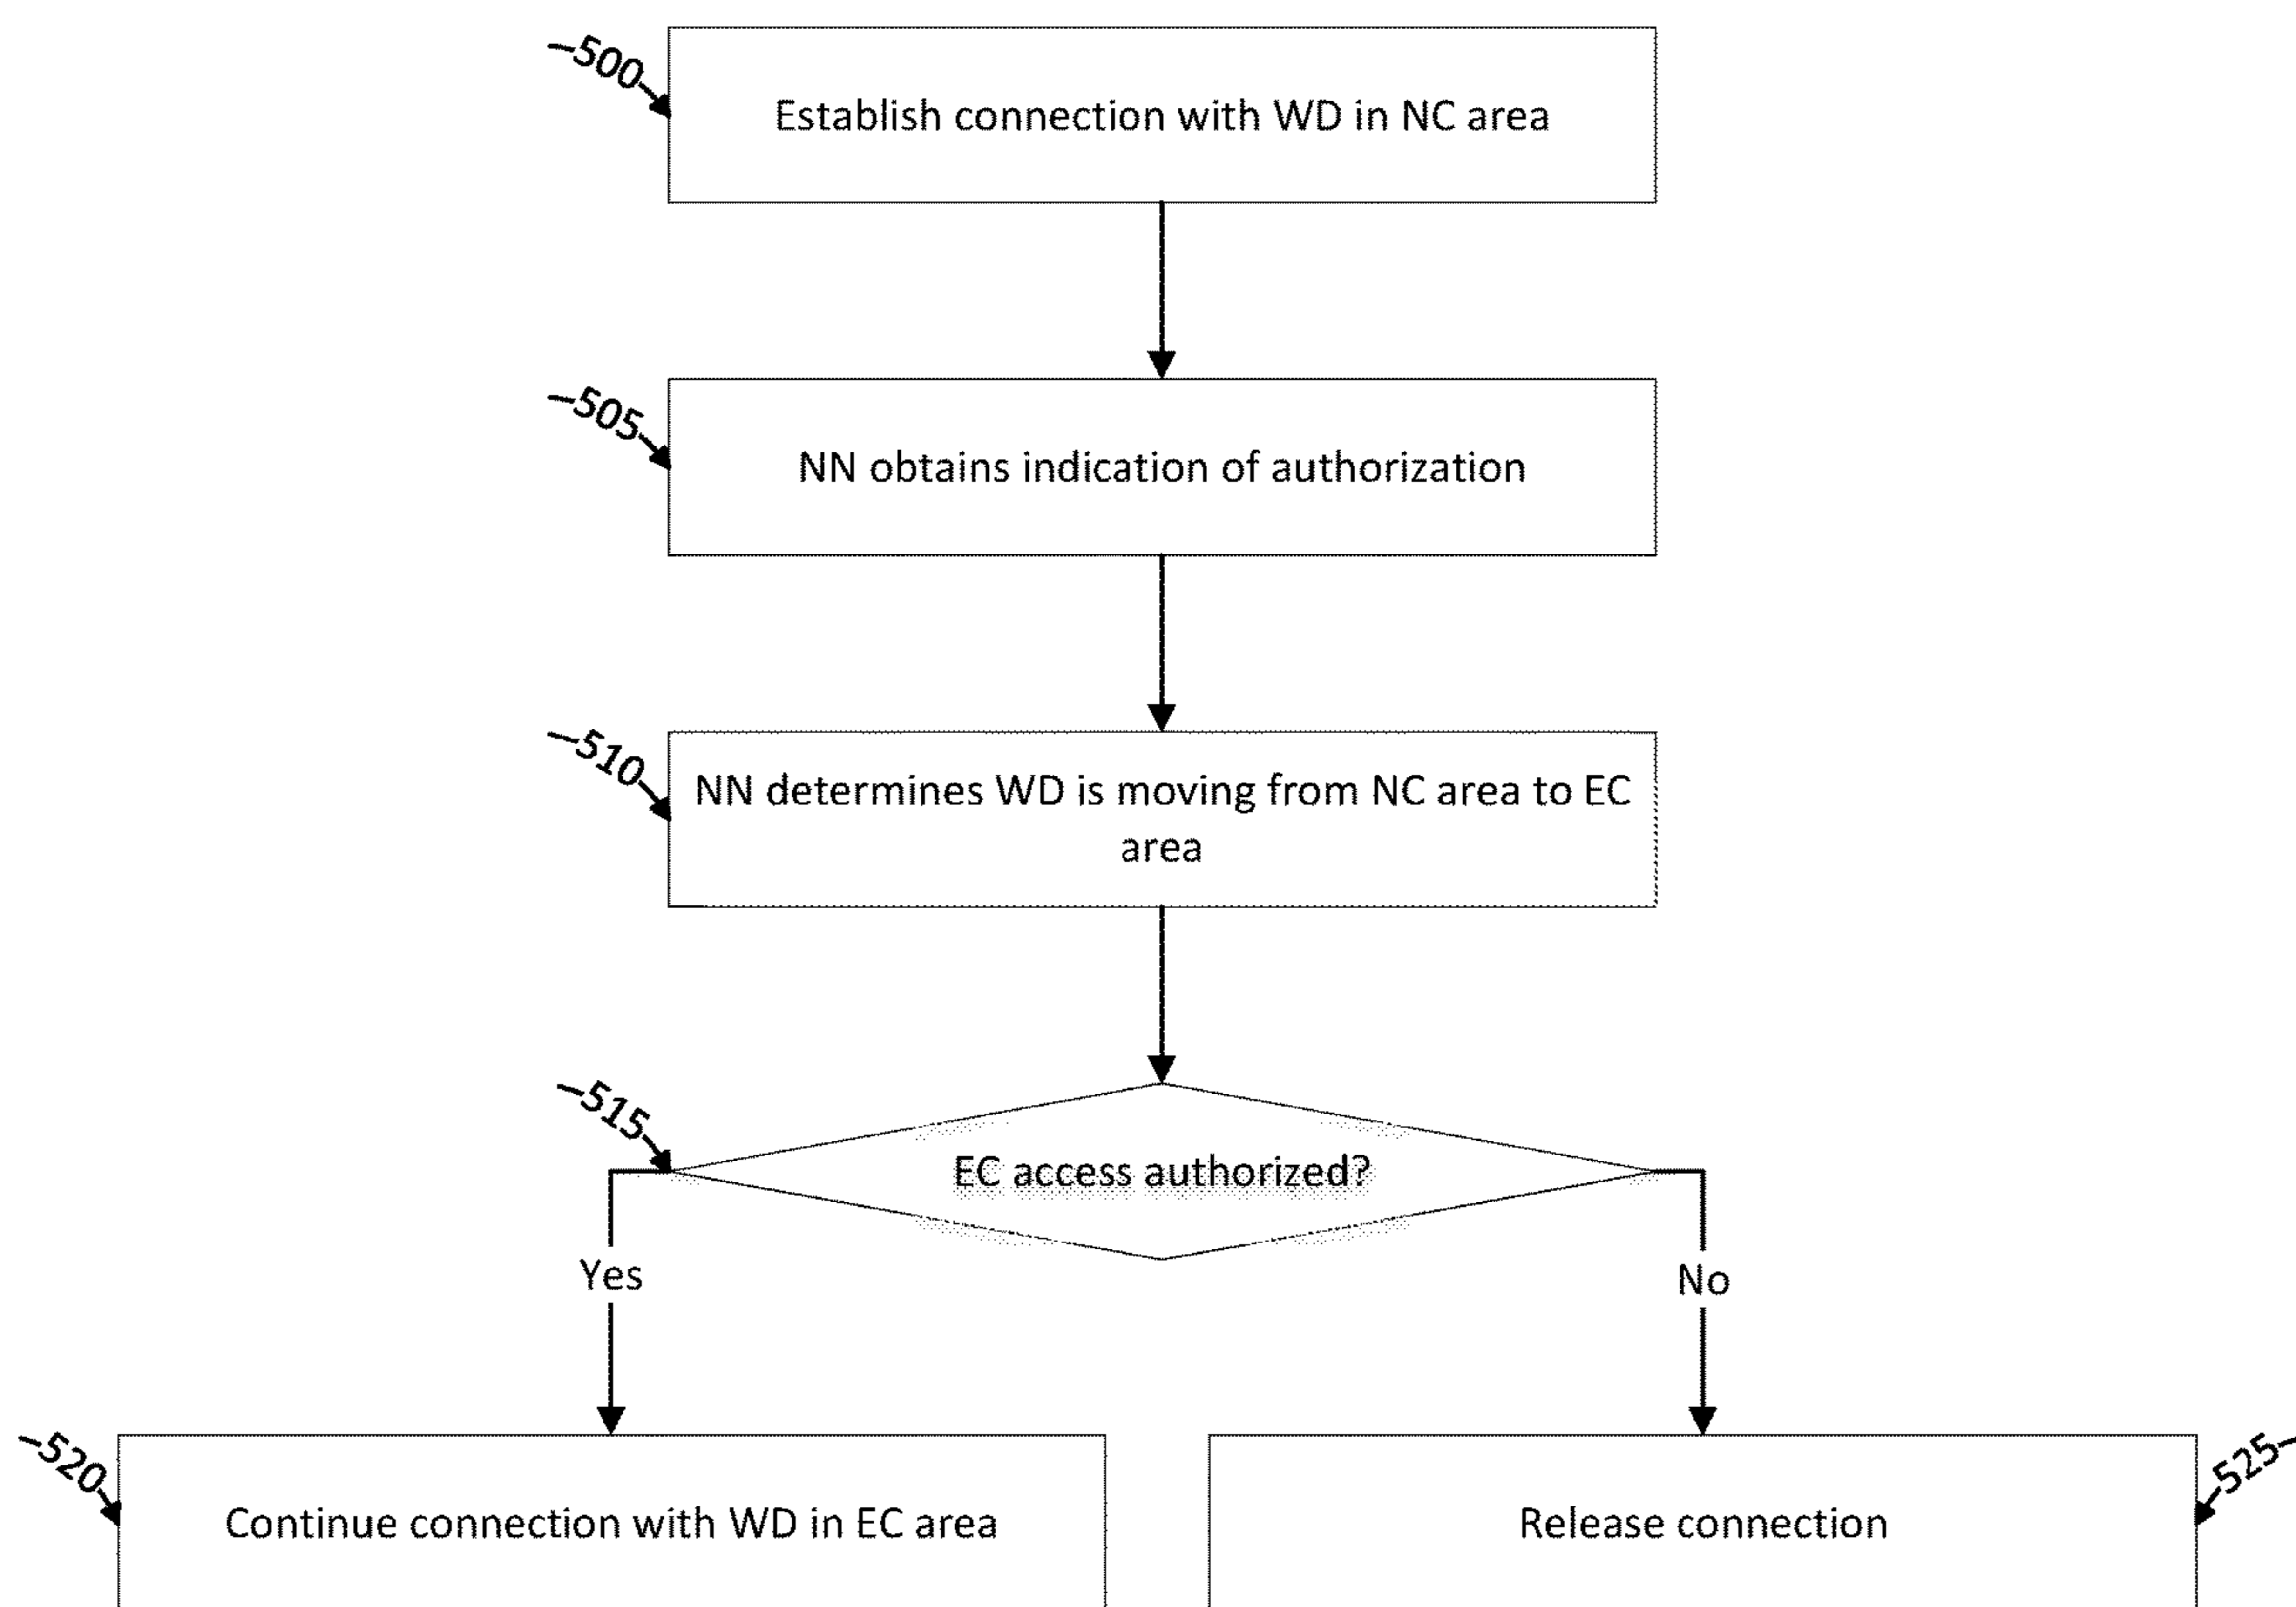 500
Establish connection with WD in NC area
505
NN obtains indication of authorization
510
NN determines WD is moving from NC area to EC
area
515
EC access authorized?
Yes
No
520
Continue connection with WD in EC area
Release connection
525